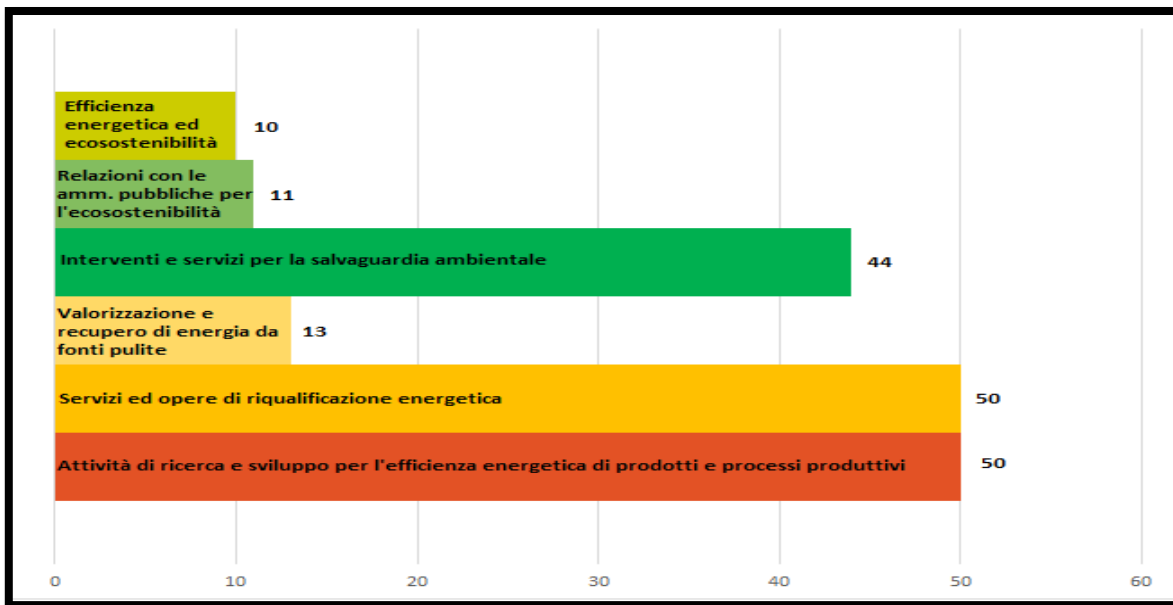 Efficienza
energetica ed
ecosostenibilità
10
Relazioni con le
amm. pubbliche per
l'ecosostenibilità
11
Interventi e servizi per la salvaguardia ambientale
44
Valorizzazione e
recupero di energia da
fonti pulite
13
Servizi ed opere di riqualificazione energetica
50
Attività di ricerca e sviluppo per l'efficienza energetica di prodotti e processi produttivi
50
0 10 20 30 40 50 60